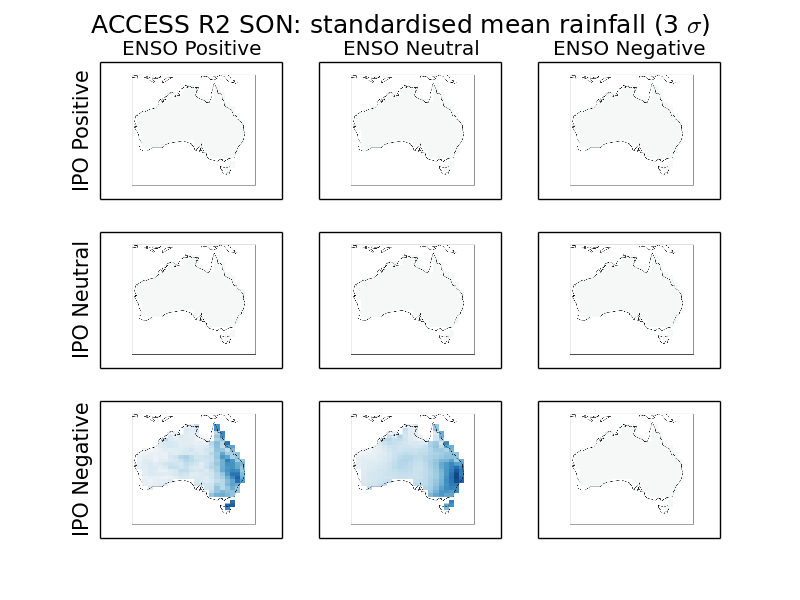 ACCESS R2 SON: standardised mean rainfall (3 σ)
ENSO Positive ENSO Neutral ENSO Negative
IPO Positive
IPO Neutral
IPO Negative